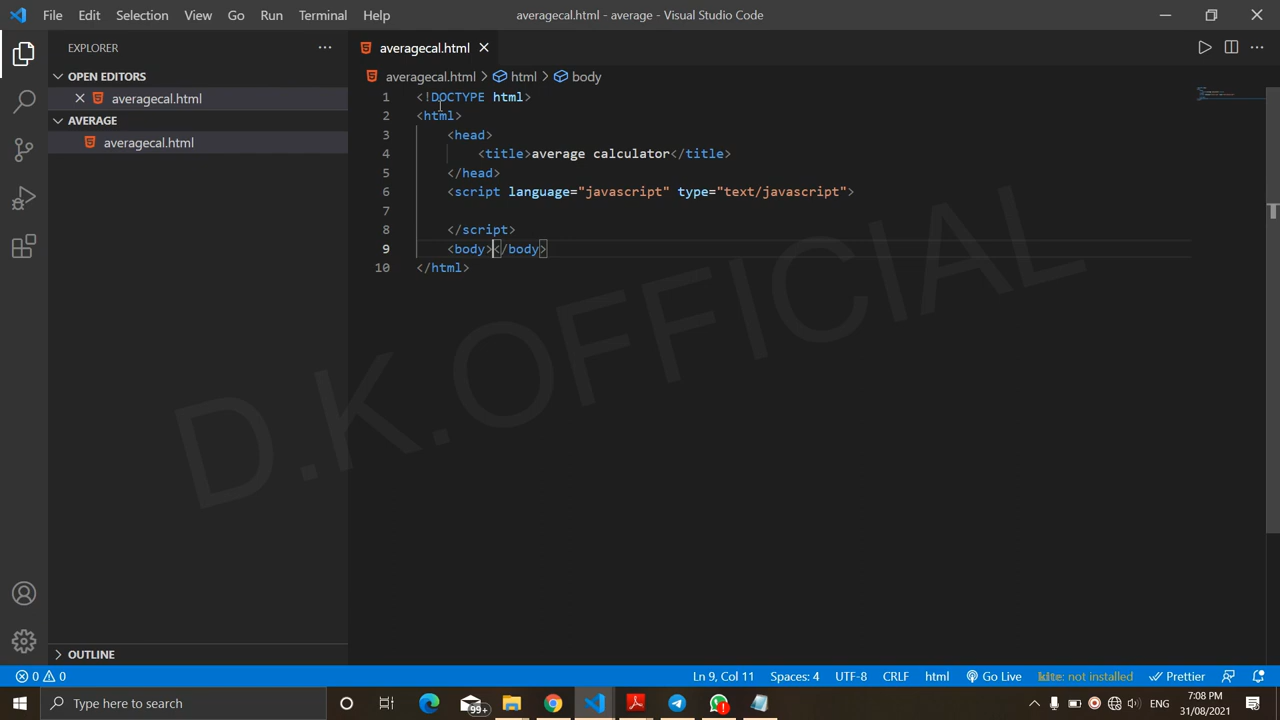 File Edit Selection View Go Run Terminal Help
averagecal.html - average - Visual Studio Code
EXPLORER
OPEN EDITORS
averagecal.html
AVERAGE
averagecal.html
OUTLINE
averagecal.html
averagecal.html > html > body
1 <!DOCTYPE html>
2 <html>
3 <head>
4 <title>average calculator</title>
5 </head>
6 <script language="javascript" type="text/javascript">
7
8 </script>
9 <body></body>
10 </html>
D.K.OFFICIAL
0 0
Ln 9, Col 11 Spaces: 4 UTF-8 CRLF html Go Live kite: not installed Prettier
Type here to search
99+
ENG
7:08 PM
31/08/2021